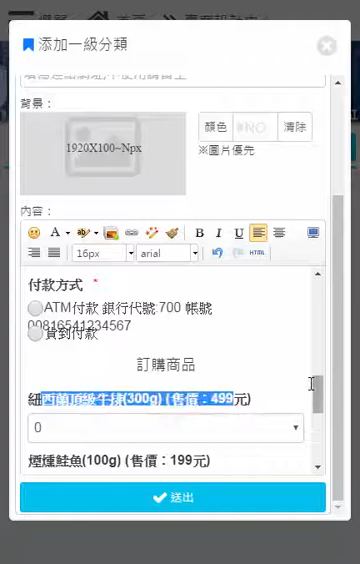 添加一級分類
背景：
1920X100~Npx
顏色
清除
※圖片優先
內容：
A
B I U
16px arial HTML
付款方式 *
ATM付款 銀行代號:700 帳號
00816541234567
貨到付款
訂購商品
紐西蘭頂級牛排(300g) (售價：499元)
0
煙燻鮭魚(100g) (售價：199元)
送出